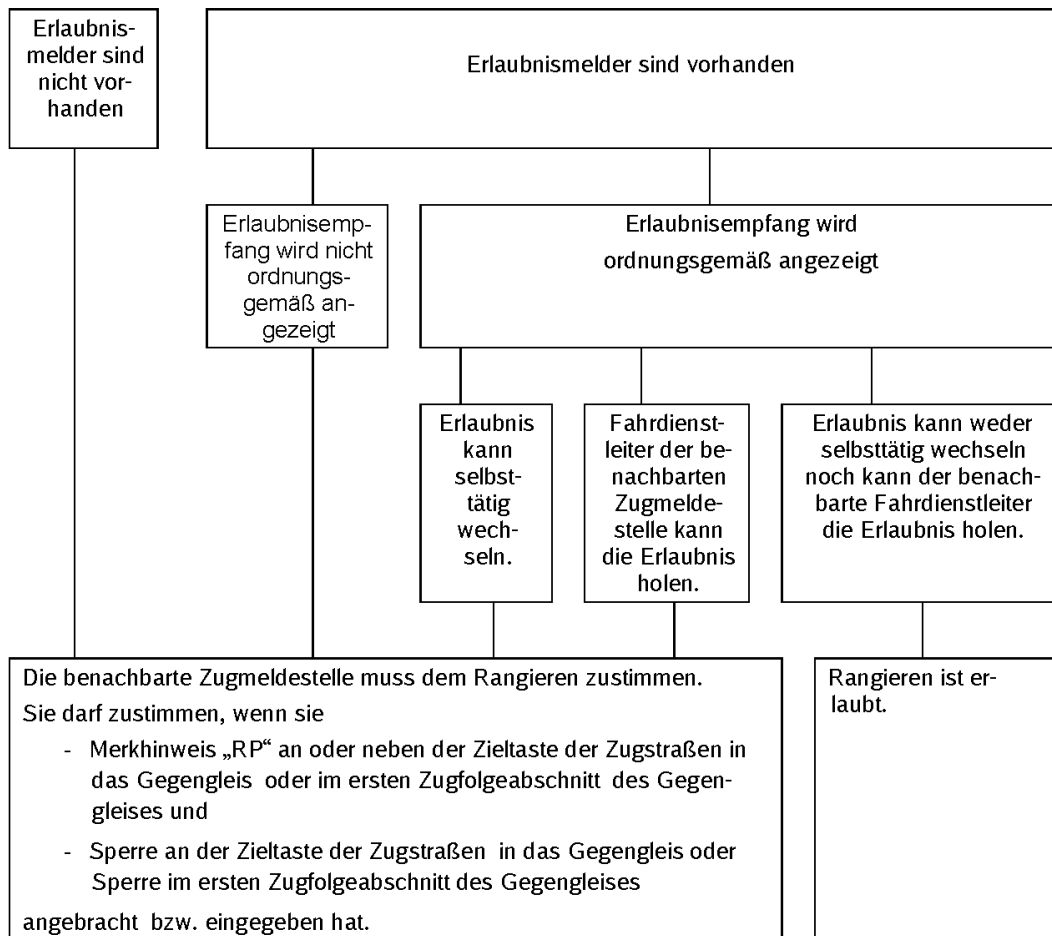 Erlaubnis-
melder sind
nicht vor-
handen
Erlaubnismelder sind vorhanden
Erlaubnisemp-
fang wird nicht
ordnungs-
gemäß an-
gezeigt
Erlaubnisempfang wird
ordnungsgemäß angezeigt
Erlaubnis
kann
selbst-
tätig
wech-
seln.
Fahrdienst-
leiter der be-
nachbarten
Zugmelde-
stelle kann
die Erlaubnis
holen.
Erlaubnis kann weder
selbsttätig wechseln
noch kann der benach-
barte Fahrdienstleiter
die Erlaubnis holen.
Die benachbarte Zugmeldestelle muss dem Rangieren zustimmen.
Sie darf zustimmen, wenn sie
- Merkhinweis „RP“ an oder neben der Zieltaste der Zugstraßen in
das Gegengleis oder im ersten Zugfolgeabschnitt des Gegen-
gleises und
- Sperre an der Zieltaste der Zugstraßen in das Gegengleis oder
Sperre im ersten Zugfolgeabschnitt des Gegengleises
angebracht bzw. eingegeben hat.
Rangieren ist er-
laubt.